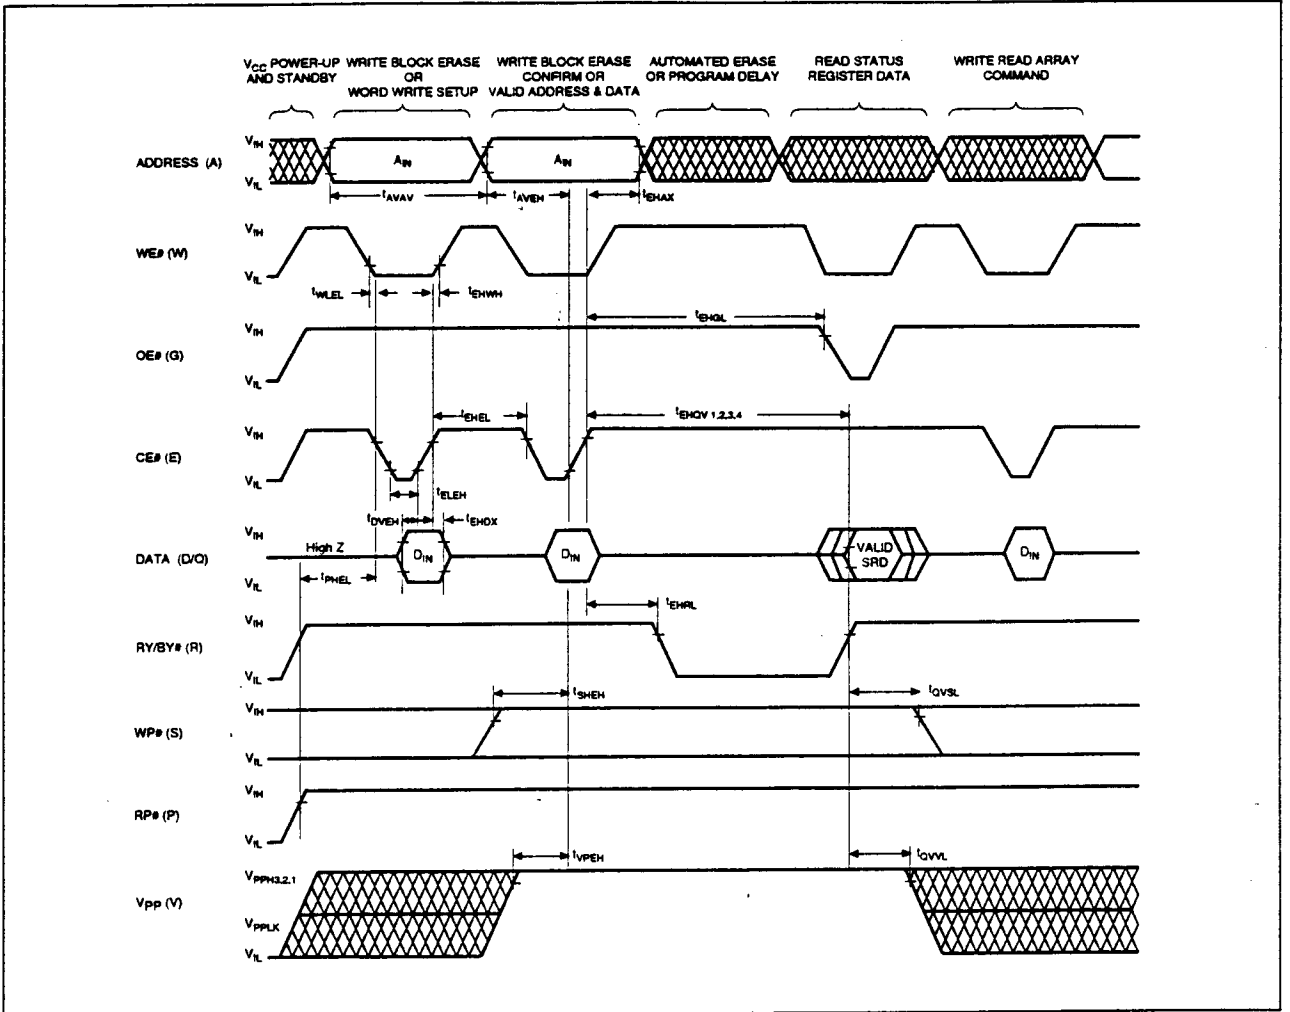 VCC POWER-UP AND STANDBY
WRITE BLOCK ERASE OR WORD WRITE SETUP
WRITE BLOCK ERASE CONFIRM OR VALID ADDRESS & DATA
AUTOMATED ERASE OR PROGRAM DELAY
READ STATUS REGISTER DATA
WRITE READ ARRAY COMMAND
ADDRESS (A)
VIH
VIL
AIN
AIN
tAVAV
tAVEH
tEHAX
WE# (W)
VIH
VIL
tWLEL
tEHWH
OE# (G)
VIH
VIL
tEHGL
CE# (E)
VIH
VIL
tEHEL
tEHQV 1,2,3,4
tELEH
DATA (D/Q)
VIH
VIL
High Z
tDVEH
tEHDX
DIN
DIN
VALID SRD
DIN
tPHEL
RY/BY# (R)
VIH
VIL
tEHRL
WP# (S)
VIH
VIL
tSHEH
tQVSL
RP# (P)
VIH
VIL
VPP (V)
VPPH3,2,1
VPPLK
VIL
tVPEH
tQVVL